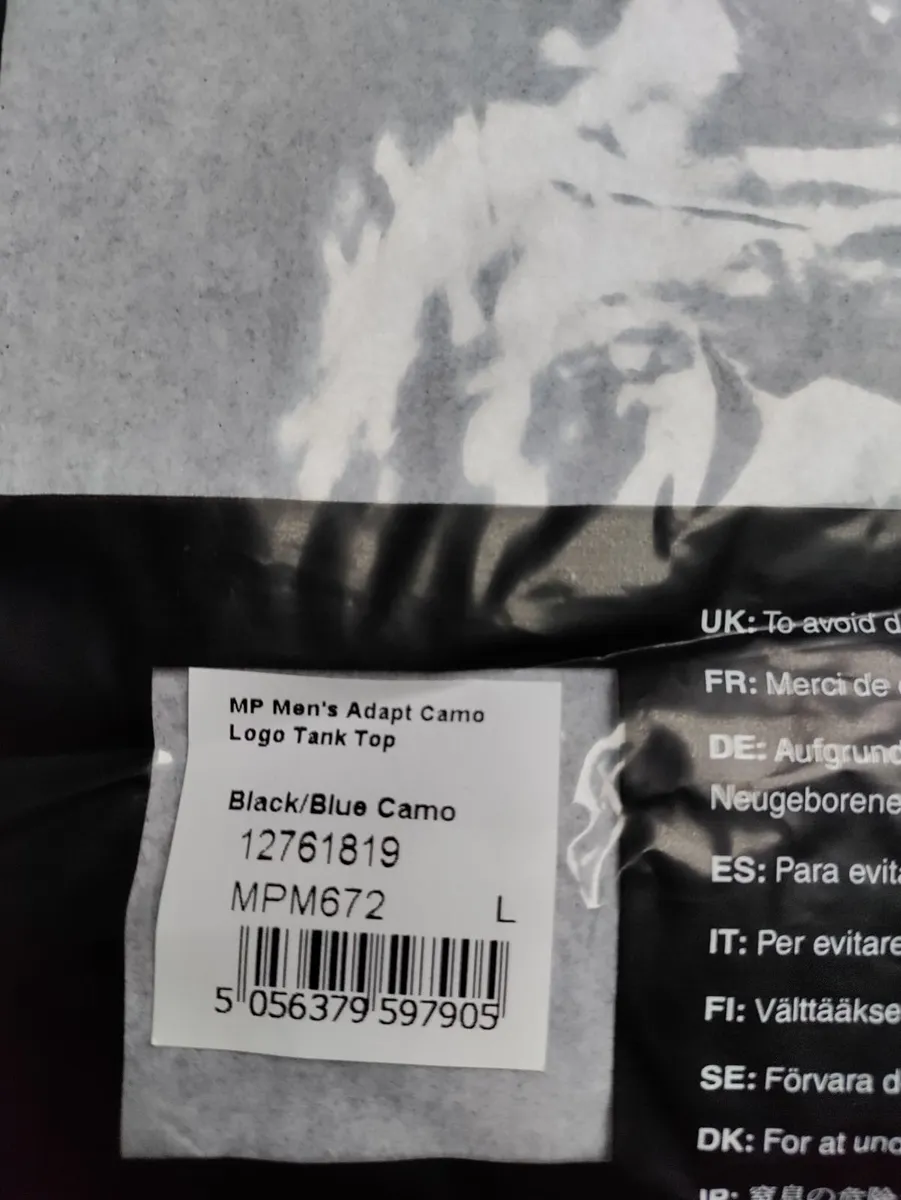 MP Men's Adapt Camo
Logo Tank Top
Black/Blue Camo
12761819
MPM672 L
5 056379 597905
UK: To avoid d
FR: Merci de
DE: Aufgrund
Neugeborene
ES: Para evita
IT: Per evitare
FI: Välttääkse
SE: Förvara d
DK: For at und